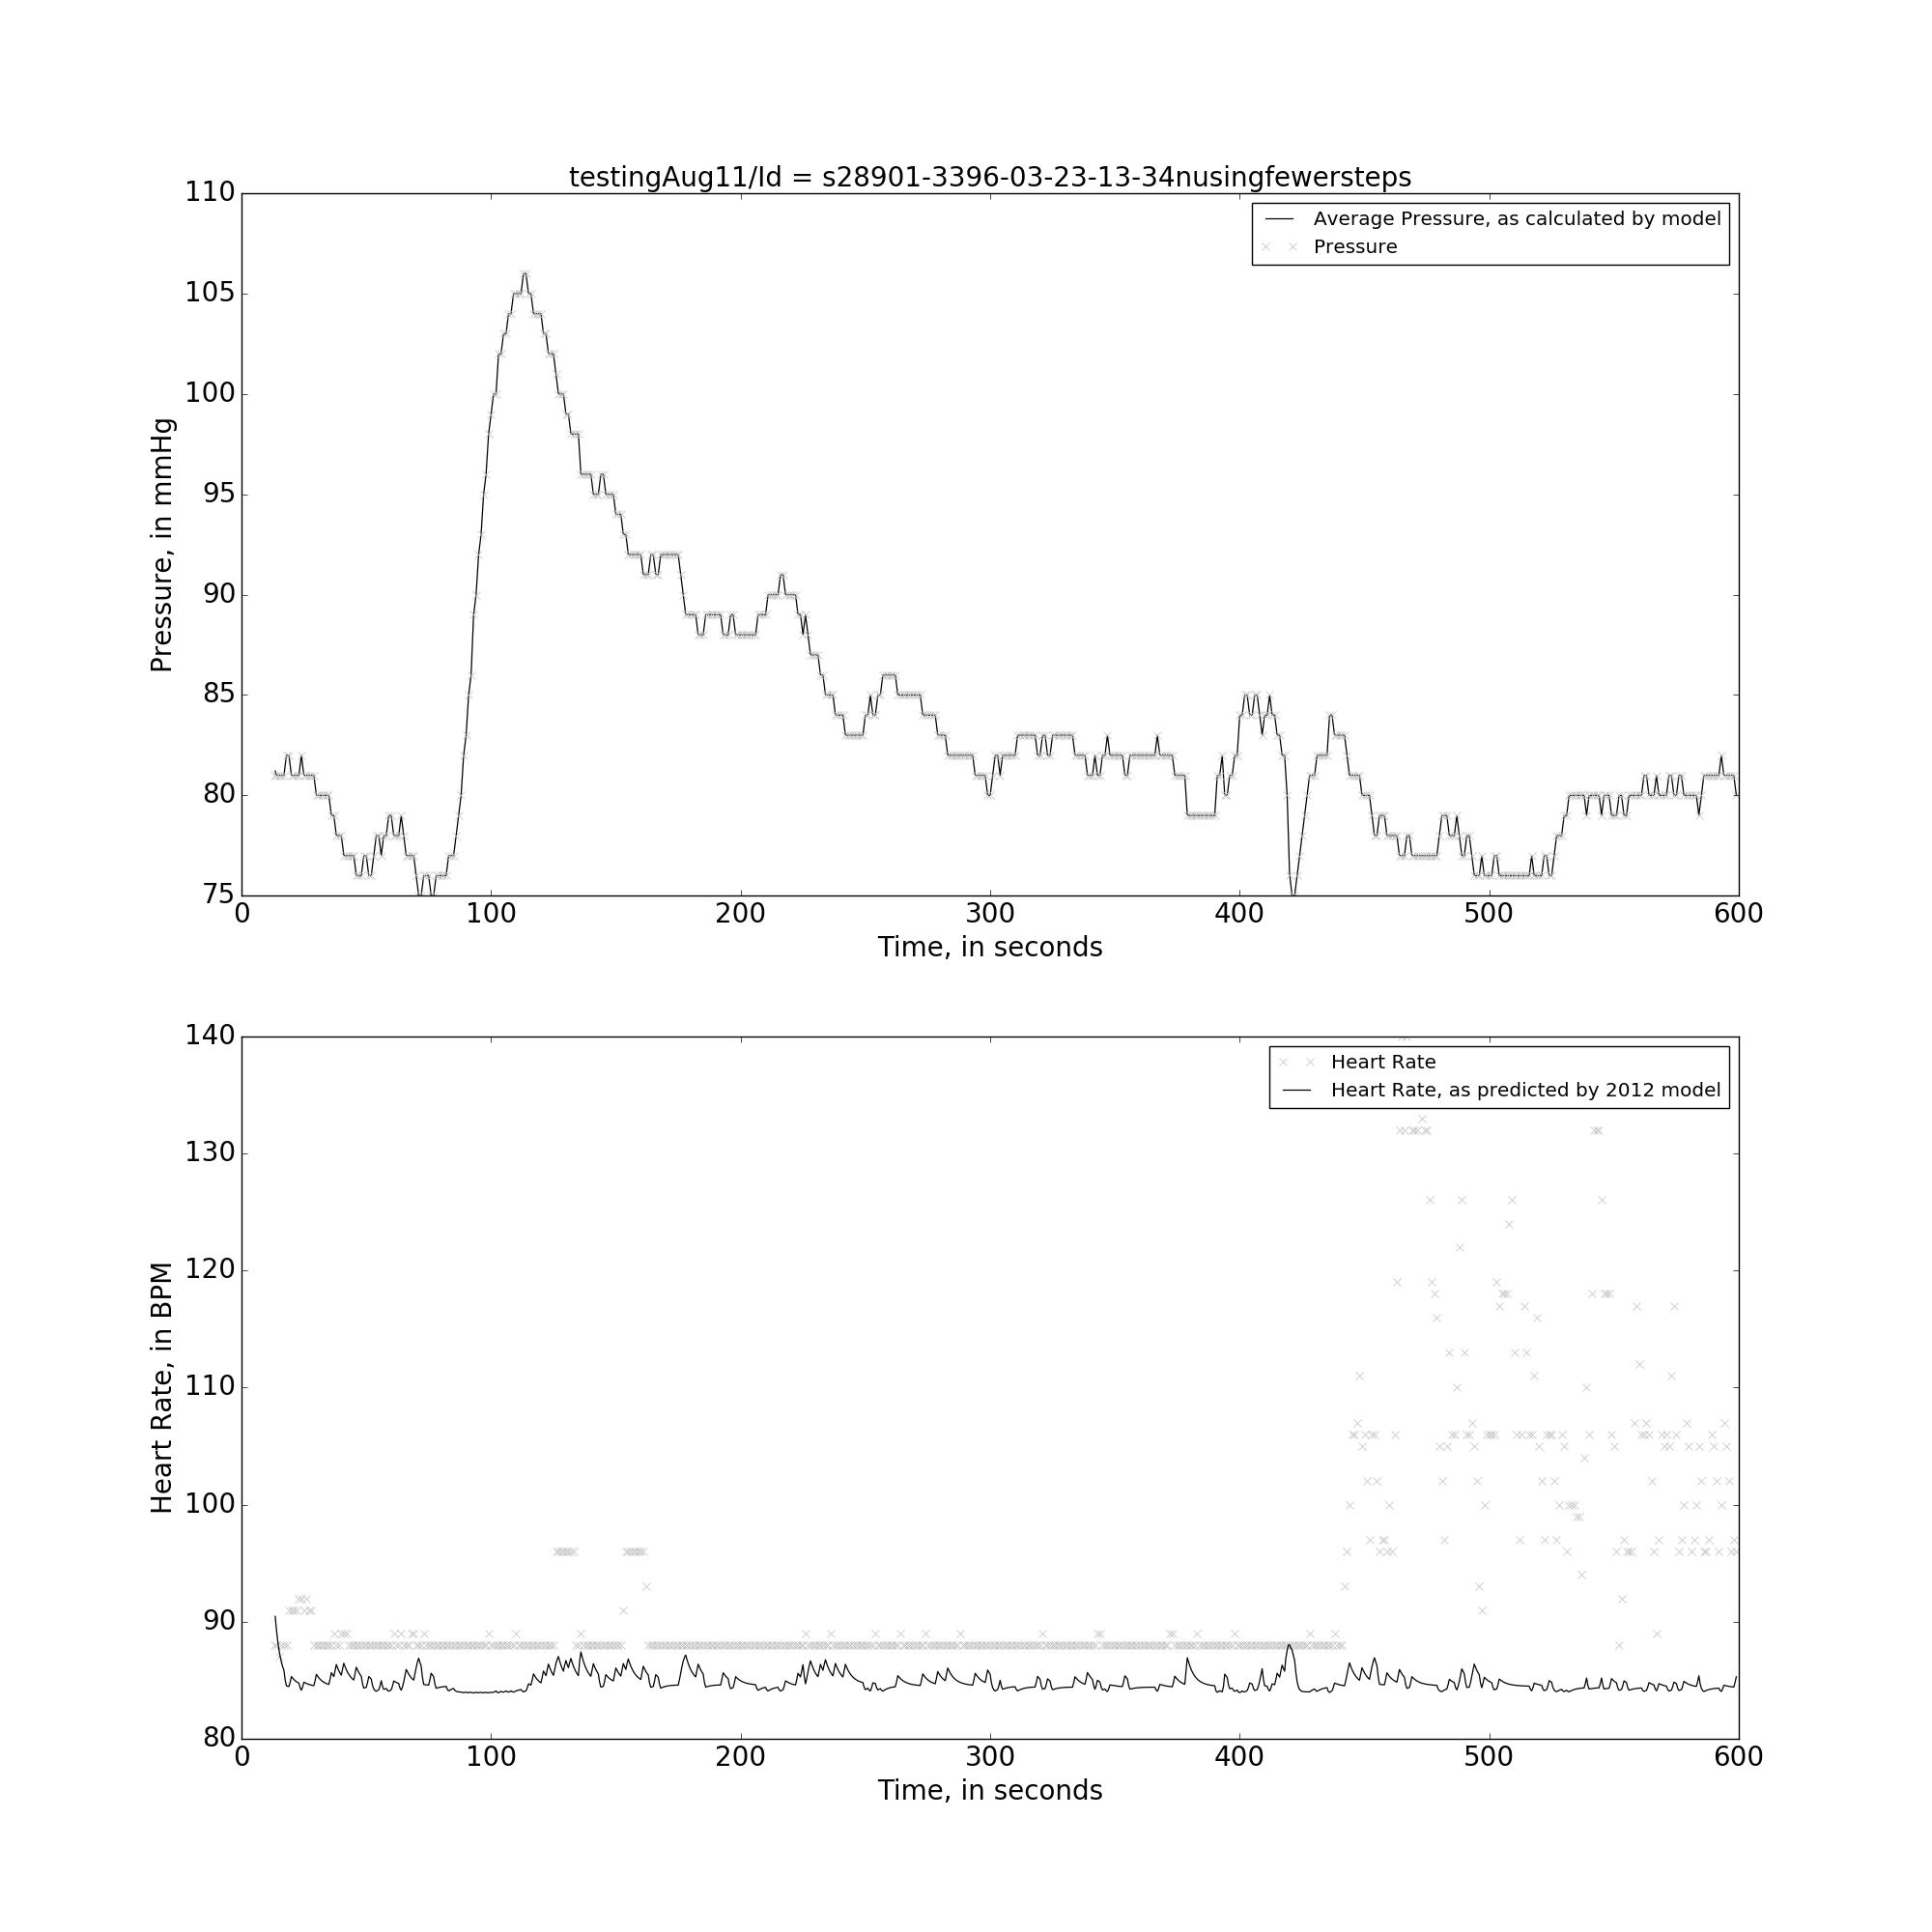 testingAug11/Id = s28901-3396-03-23-13-34nusingfewersteps
110
105
100
95
90
85
80
75
Pressure, in mmHg
Average Pressure, as calculated by model
Pressure
0 100 200 300 400 500 600
Time, in seconds
140
130
120
110
100
90
80
Heart Rate, in BPM
Heart Rate
Heart Rate, as predicted by 2012 model
0 100 200 300 400 500 600
Time, in seconds